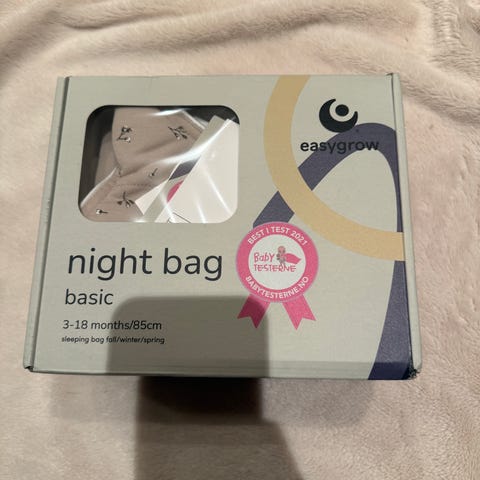 easygrow
night bag
basic
3-18 months/85cm
sleeping bag fall/winter/spring
BEST I TEST 2021
BABY
TESTERNE
BABYTESTERNE.NO